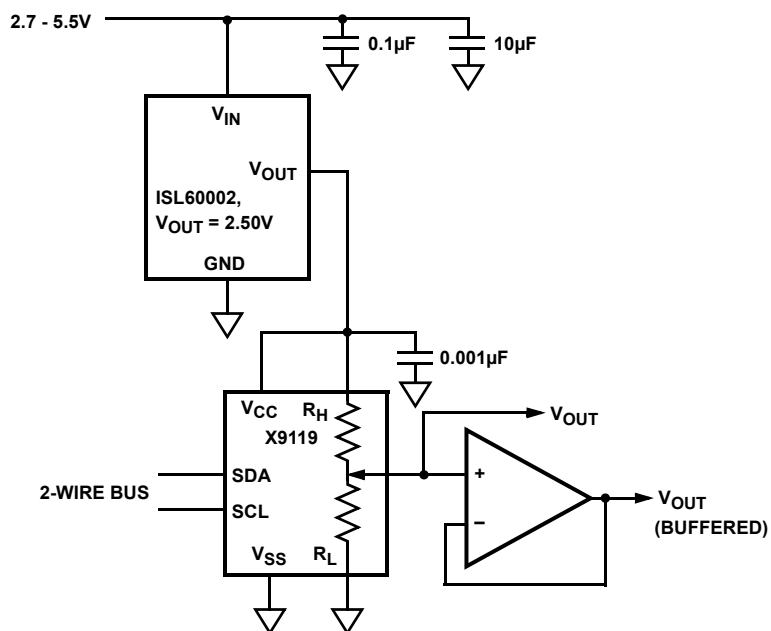 2.7 - 5.5V
0.1µF
10µF
VIN
VOUT
ISL60002,
VOUT = 2.50V
GND
0.001µF
VCC
RH
X9119
VOUT
2-WIRE BUS
SDA
SCL
+
−
VOUT
(BUFFERED)
VSS
RL